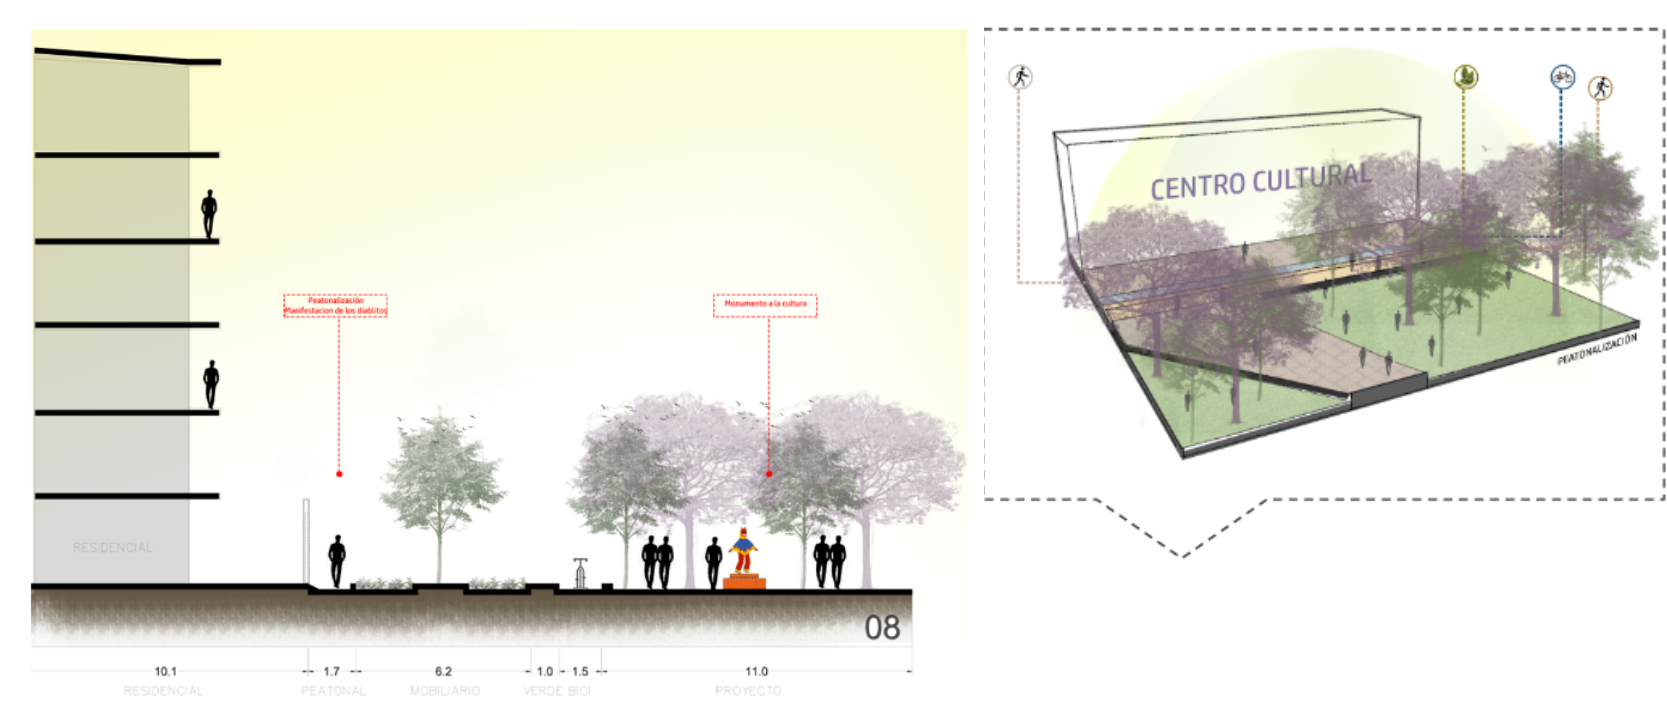 Peatonalización
Manifestacion de los diablitos
Monumento a la cultura
RESIDENCIAL
08
10.1
1.7
6.2
1.0
1.5
11.0
RESIDENCIAL
PEATONAL
MOBILIARIO
VERDE
BICI
PROYECTO
CENTRO CULTURAL
PEATONALIZACIÓN